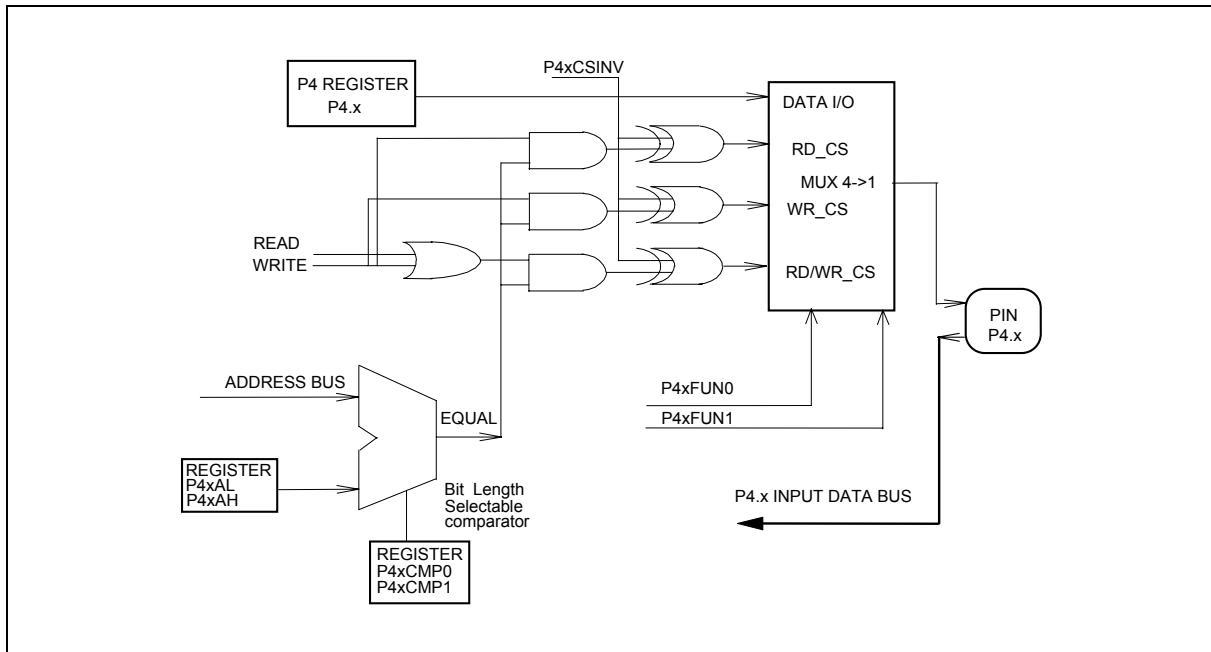 P4xCSINV
P4 REGISTER
P4.x
DATA I/O
RD_CS
MUX 4->1
WR_CS
RD/WR_CS
READ
WRITE
PIN
P4.x
ADDRESS BUS
P4xFUN0
P4xFUN1
EQUAL
REGISTER
P4xAL
P4xAH
Bit Length
Selectable
comparator
P4.x INPUT DATA BUS
REGISTER
P4xCMP0
P4xCMP1